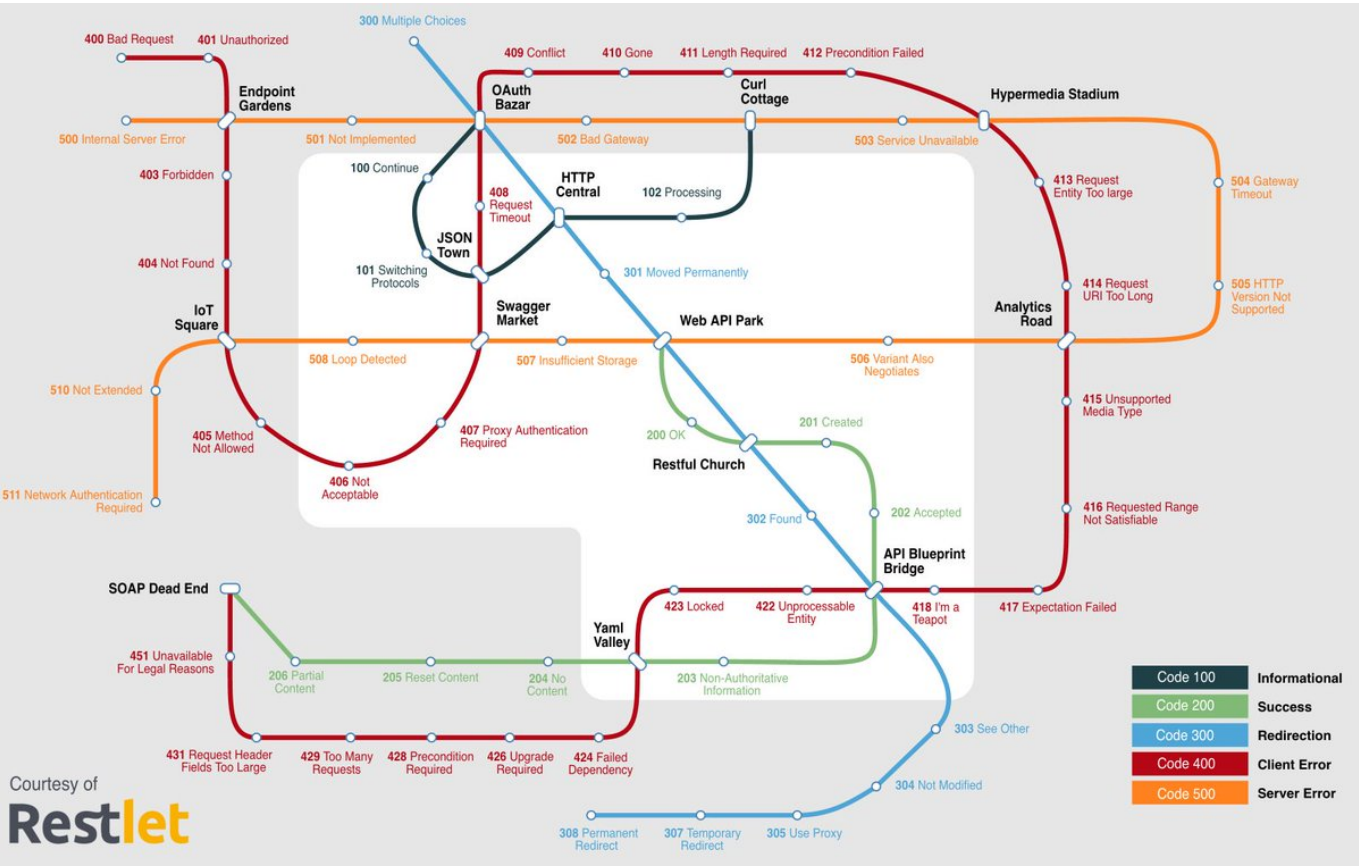 300 Multiple Choices
400 Bad Request
401 Unauthorized
409 Conflict
410 Gone
411 Length Required
412 Precondition Failed
Endpoint
Gardens
OAuth
Bazar
Curl
Cottage
Hypermedia Stadium
500 Internal Server Error
501 Not Implemented
502 Bad Gateway
503 Service Unavailable
100 Continue
403 Forbidden
408
Request
Timeout
HTTP
Central
102 Processing
413 Request
Entity Too large
504 Gateway
Timeout
JSON
Town
101 Switching
Protocols
404 Not Found
301 Moved Permanently
414 Request
URI Too Long
505 HTTP
Version Not
Supported
IoT
Square
Swagger
Market
Web API Park
Analytics
Road
508 Loop Detected
507 Insufficient Storage
506 Variant Also
Negotiates
510 Not Extended
405 Method
Not Allowed
407 Proxy Authentication
Required
200 OK
201 Created
415 Unsupported
Media Type
Restful Church
406 Not
Acceptable
511 Network Authentication
Required
302 Found
202 Accepted
416 Requested Range
Not Satisfiable
API Blueprint
Bridge
SOAP Dead End
423 Locked
422 Unprocessable
Entity
418 I'm a
Teapot
417 Expectation Failed
Yaml
Valley
451 Unavailable
For Legal Reasons
206 Partial
Content
205 Reset Content
204 No
Content
203 Non-Authoritative
Information
431 Request Header
Fields Too Large
429 Too Many
Requests
428 Precondition
Required
426 Upgrade
Required
424 Failed
Dependency
303 See Other
304 Not Modified
308 Permanent
Redirect
307 Temporary
Redirect
305 Use Proxy
Code 100 Informational
Code 200 Success
Code 300 Redirection
Code 400 Client Error
Code 500 Server Error
Courtesy of
Restlet